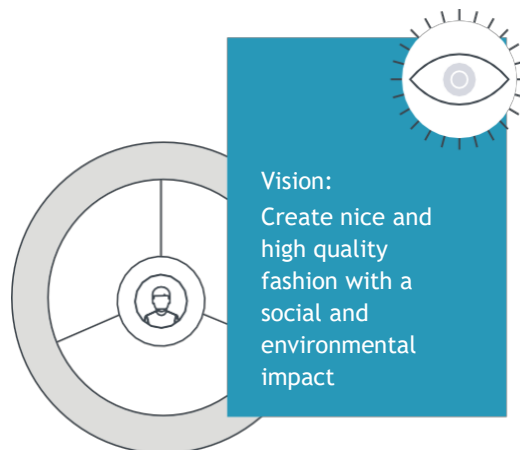 Vision:
Create nice and
high quality
fashion with a
social and
environmental
impact